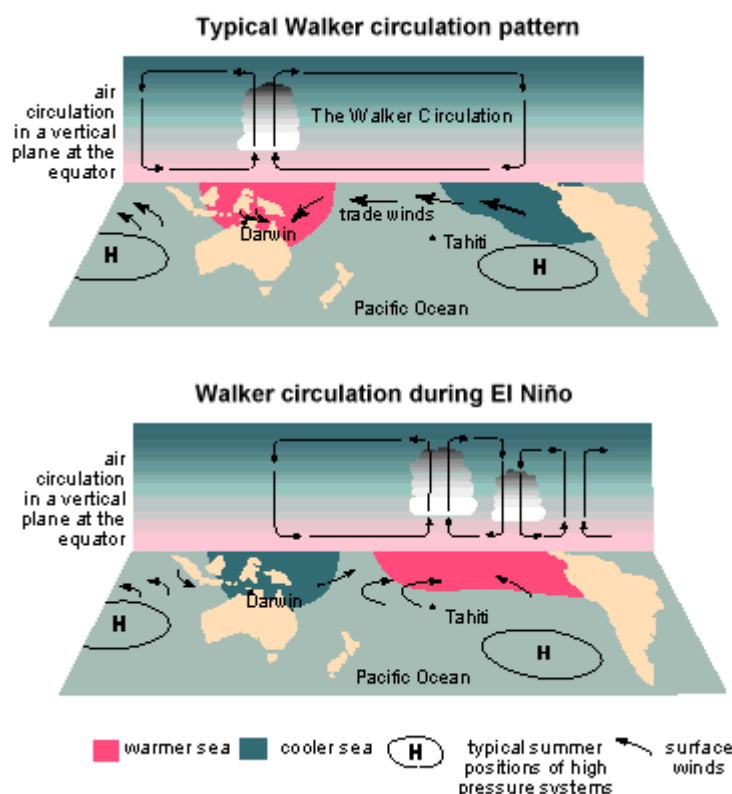 Typical Walker circulation pattern
air
circulation
in a vertical
plane at the
equator
The Walker Circulation
trade winds
Darwin
Tahiti
H
H
Pacific Ocean
Walker circulation during El Niño
air
circulation
in a vertical
plane at the
equator
Darwin
Tahiti
H
H
Pacific Ocean
warmer sea
cooler sea
H
typical summer
positions of high
pressure systems
surface
winds